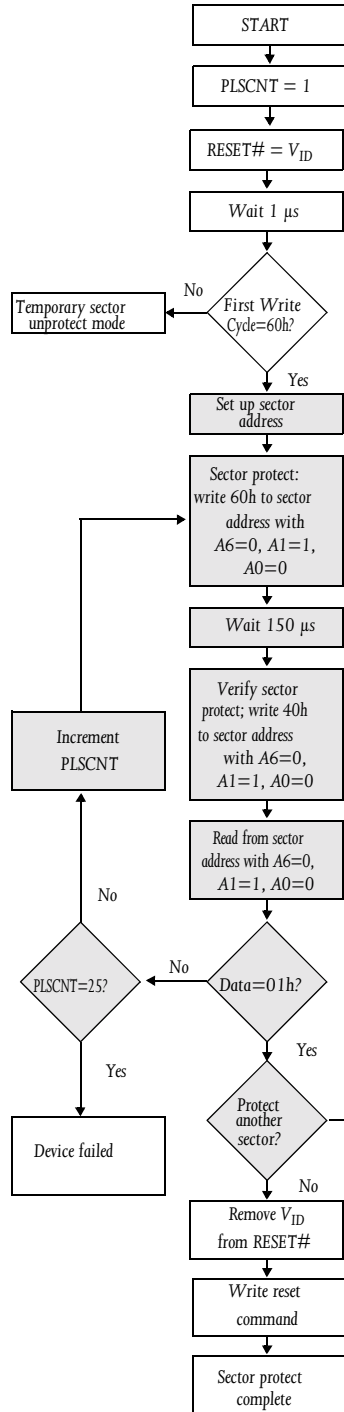 START
PLSCNT = 1
RESET# = VID
Wait 1 µs
No
First Write
Cycle=60h?
Temporary sector
unprotect mode
Yes
Set up sector
address
Sector protect:
write 60h to sector
address with
A6=0, A1=1,
A0=0
Wait 150 µs
Verify sector
protect; write 40h
to sector address
with A6=0,
A1=1, A0=0
Increment
PLSCNT
Read from sector
address with A6=0,
A1=1, A0=0
No
No
PLSCNT=25?
Data=01h?
Yes
Yes
Protect
another
sector?
Device failed
No
Remove VID
from RESET#
Write reset
command
Sector protect
complete